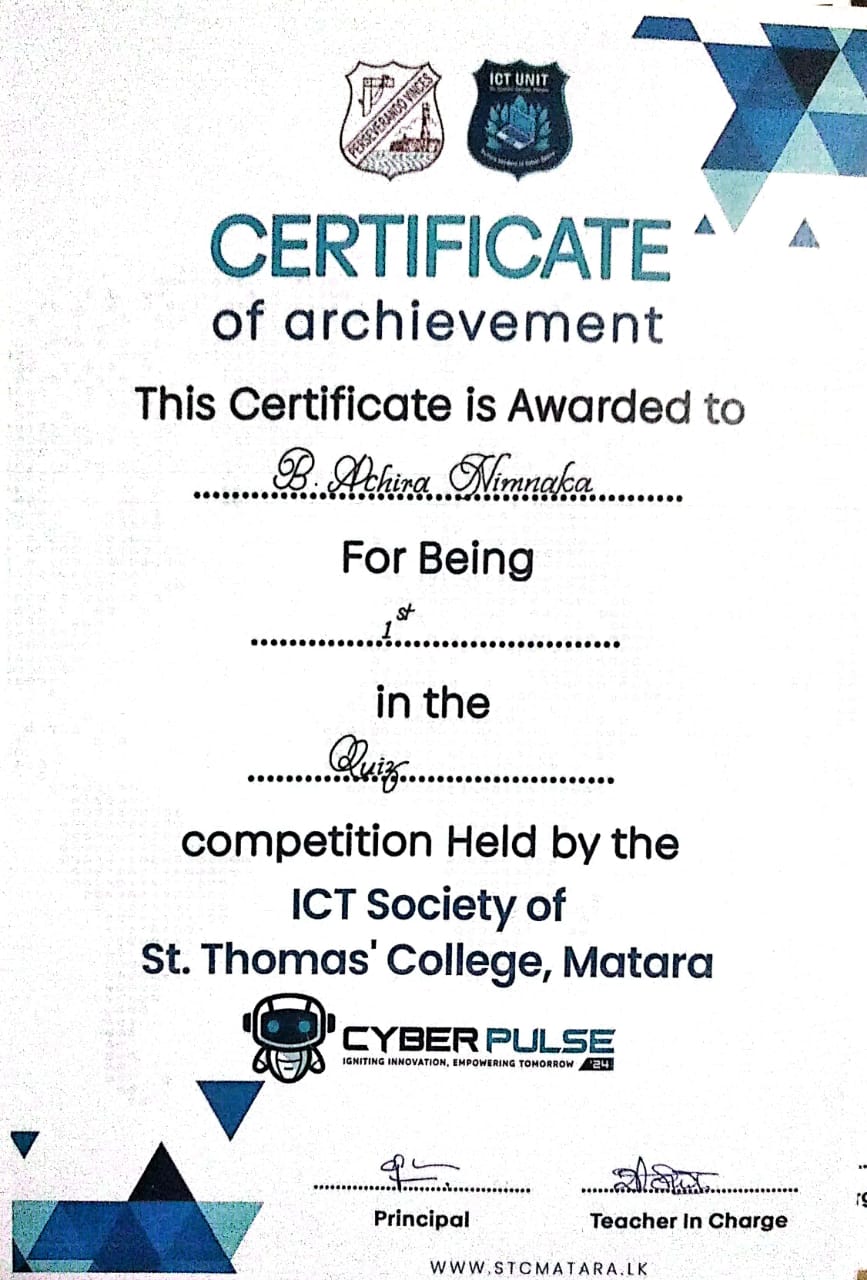 PERSEVERANDO VINCES
ICT UNIT
CERTIFICATE
of archievement
This Certificate is Awarded to
B. Achira Nimnaka
For Being
1st
in the
Quiz
competition Held by the
ICT Society of
St. Thomas' College, Matara
CYBER PULSE
IGNITING INNOVATION, EMPOWERING TOMORROW '24
Principal
Teacher In Charge
WWW.STCMATARA.LK